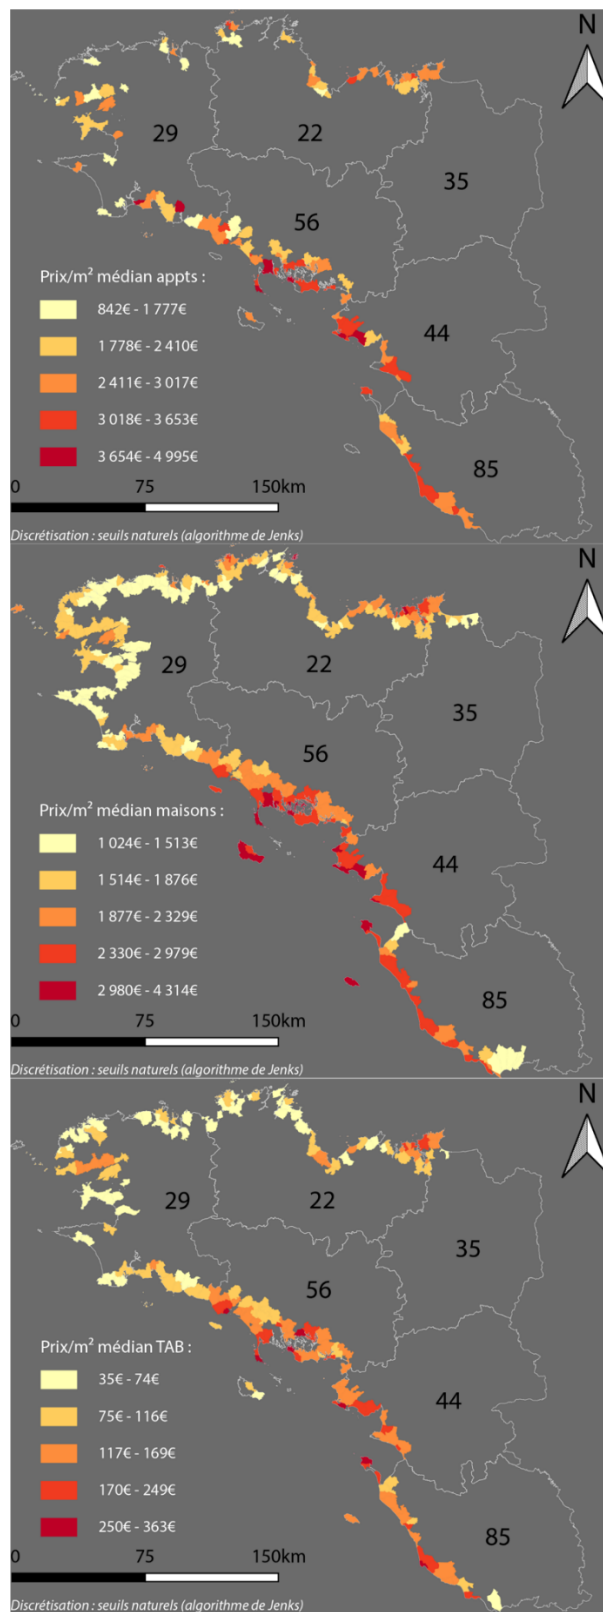 N
29
22
35
56
44
85
Prix/m² médian appts :
842€ - 1 777€
1 778€ - 2 410€
2 411€ - 3 017€
3 018€ - 3 653€
3 654€ - 4 995€
0 75 150km
Discrétisation : seuils naturels (algorithme de Jenks)
N
29
22
35
56
44
85
Prix/m² médian maisons :
1 024€ - 1 513€
1 514€ - 1 876€
1 877€ - 2 329€
2 330€ - 2 979€
2 980€ - 4 314€
0 75 150km
Discrétisation : seuils naturels (algorithme de Jenks)
N
29
22
35
56
44
85
Prix/m² médian TAB :
35€ - 74€
75€ - 116€
117€ - 169€
170€ - 249€
250€ - 363€
0 75 150km
Discrétisation : seuils naturels (algorithme de Jenks)